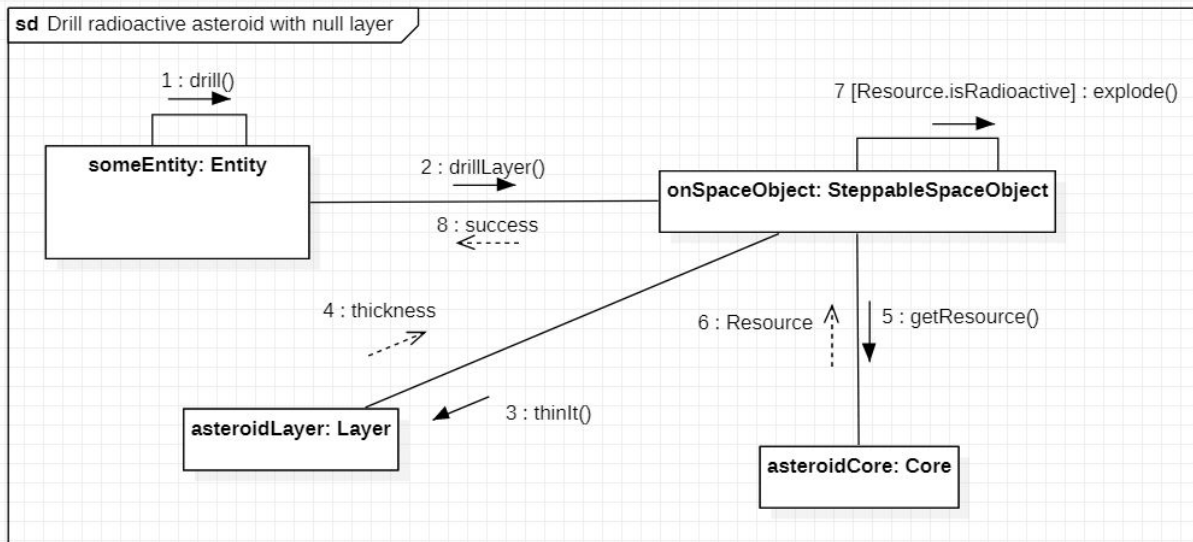 sd Drill radioactive asteroid with null layer
1 : drill()
7 [Resource.isRadioactive] : explode()
someEntity: Entity
2 : drillLayer()
onSpaceObject: SteppableSpaceObject
8 : success
4 : thickness
6 : Resource
5 : getResource()
3 : thinIt()
asteroidLayer: Layer
asteroidCore: Core